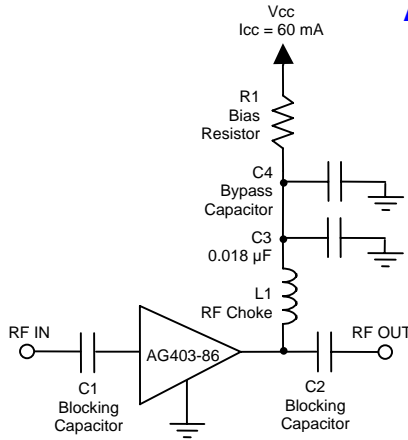 Vcc
Icc = 60 mA
R1
Bias
Resistor
C4
Bypass
Capacitor
C3
0.018 µF
L1
RF Choke
RF IN
AG403-86
RF OUT
C1
Blocking
Capacitor
C2
Blocking
Capacitor